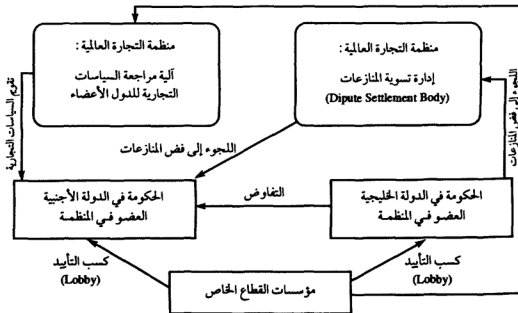 منظمة التجارة العالمية :
إدارة تسوية المنازعات
(Dipute Settlement Body)
منظمة التجارة العالمية :
آلية مراجعة السياسات
التجارية للدول الأعضاء
اللجوء إلى فض المنازعات
تقويم السياسات التجارية
اللجوء إلى فض المنازعات
الحكومة في الدولة الخليجية
العضو في المنظمة
التفاوض
الحكومة في الدولة الأجنبية
العضو في المنظمة
كسب التأييد
(Lobby)
كسب التأييد
(Lobby)
مؤسسات القطاع الخاص